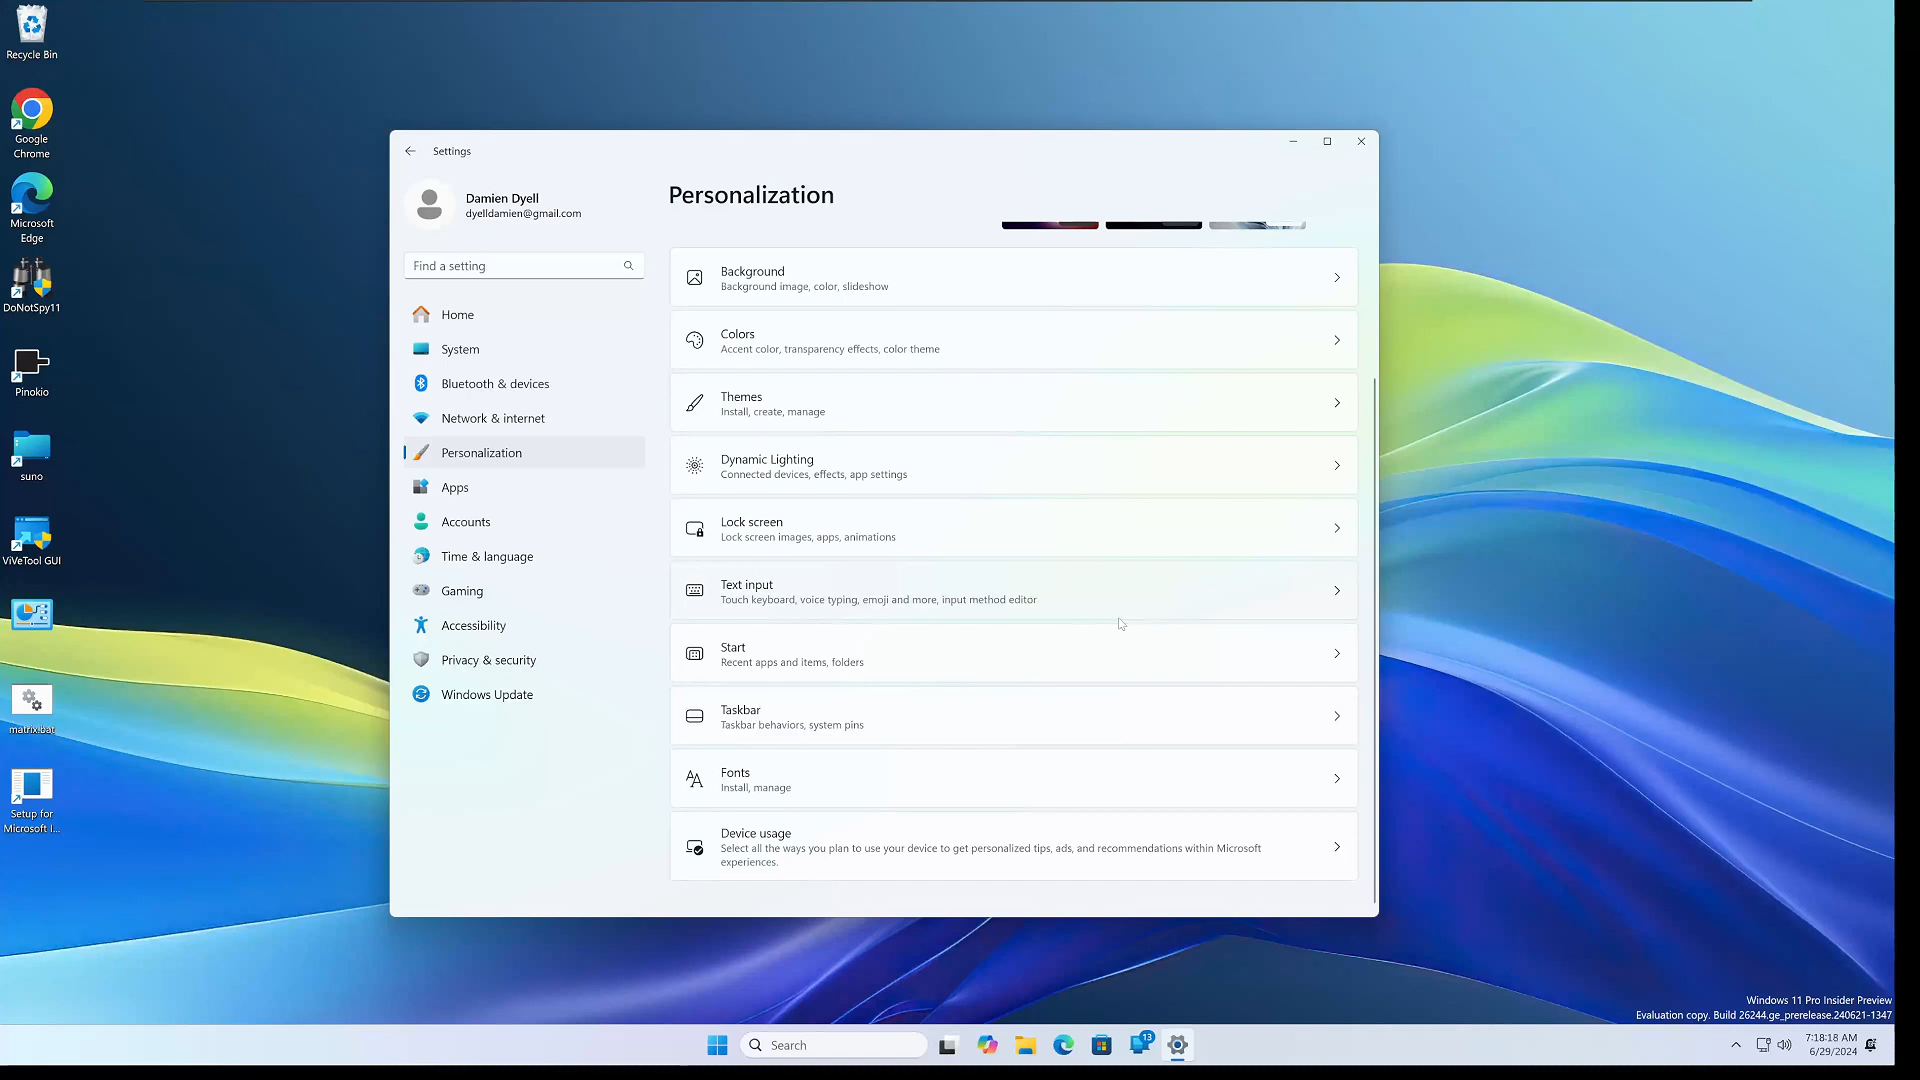 Recycle Bin
Google
Chrome
Microsoft
Edge
DoNotSpy11
Pinokio
suno
ViVeTool GUI
matrix.bat
Setup for
Microsoft I...
Settings
Damien Dyell
dyelldamien@gmail.com
Find a setting
Home
System
Bluetooth & devices
Network & internet
Personalization
Apps
Accounts
Time & language
Gaming
Accessibility
Privacy & security
Windows Update
Personalization
Background
Background image, color, slideshow
Colors
Accent color, transparency effects, color theme
Themes
Install, create, manage
Dynamic Lighting
Connected devices, effects, app settings
Lock screen
Lock screen images, apps, animations
Text input
Touch keyboard, voice typing, emoji and more, input method editor
Start
Recent apps and items, folders
Taskbar
Taskbar behaviors, system pins
Fonts
Install, manage
Device usage
Select all the ways you plan to use your device to get personalized tips, ads, and recommendations within Microsoft
experiences.
Windows 11 Pro Insider Preview
Evaluation copy. Build 26244.ge_prerelease.240621-1347
Search
13
7:18:18 AM
6/29/2024